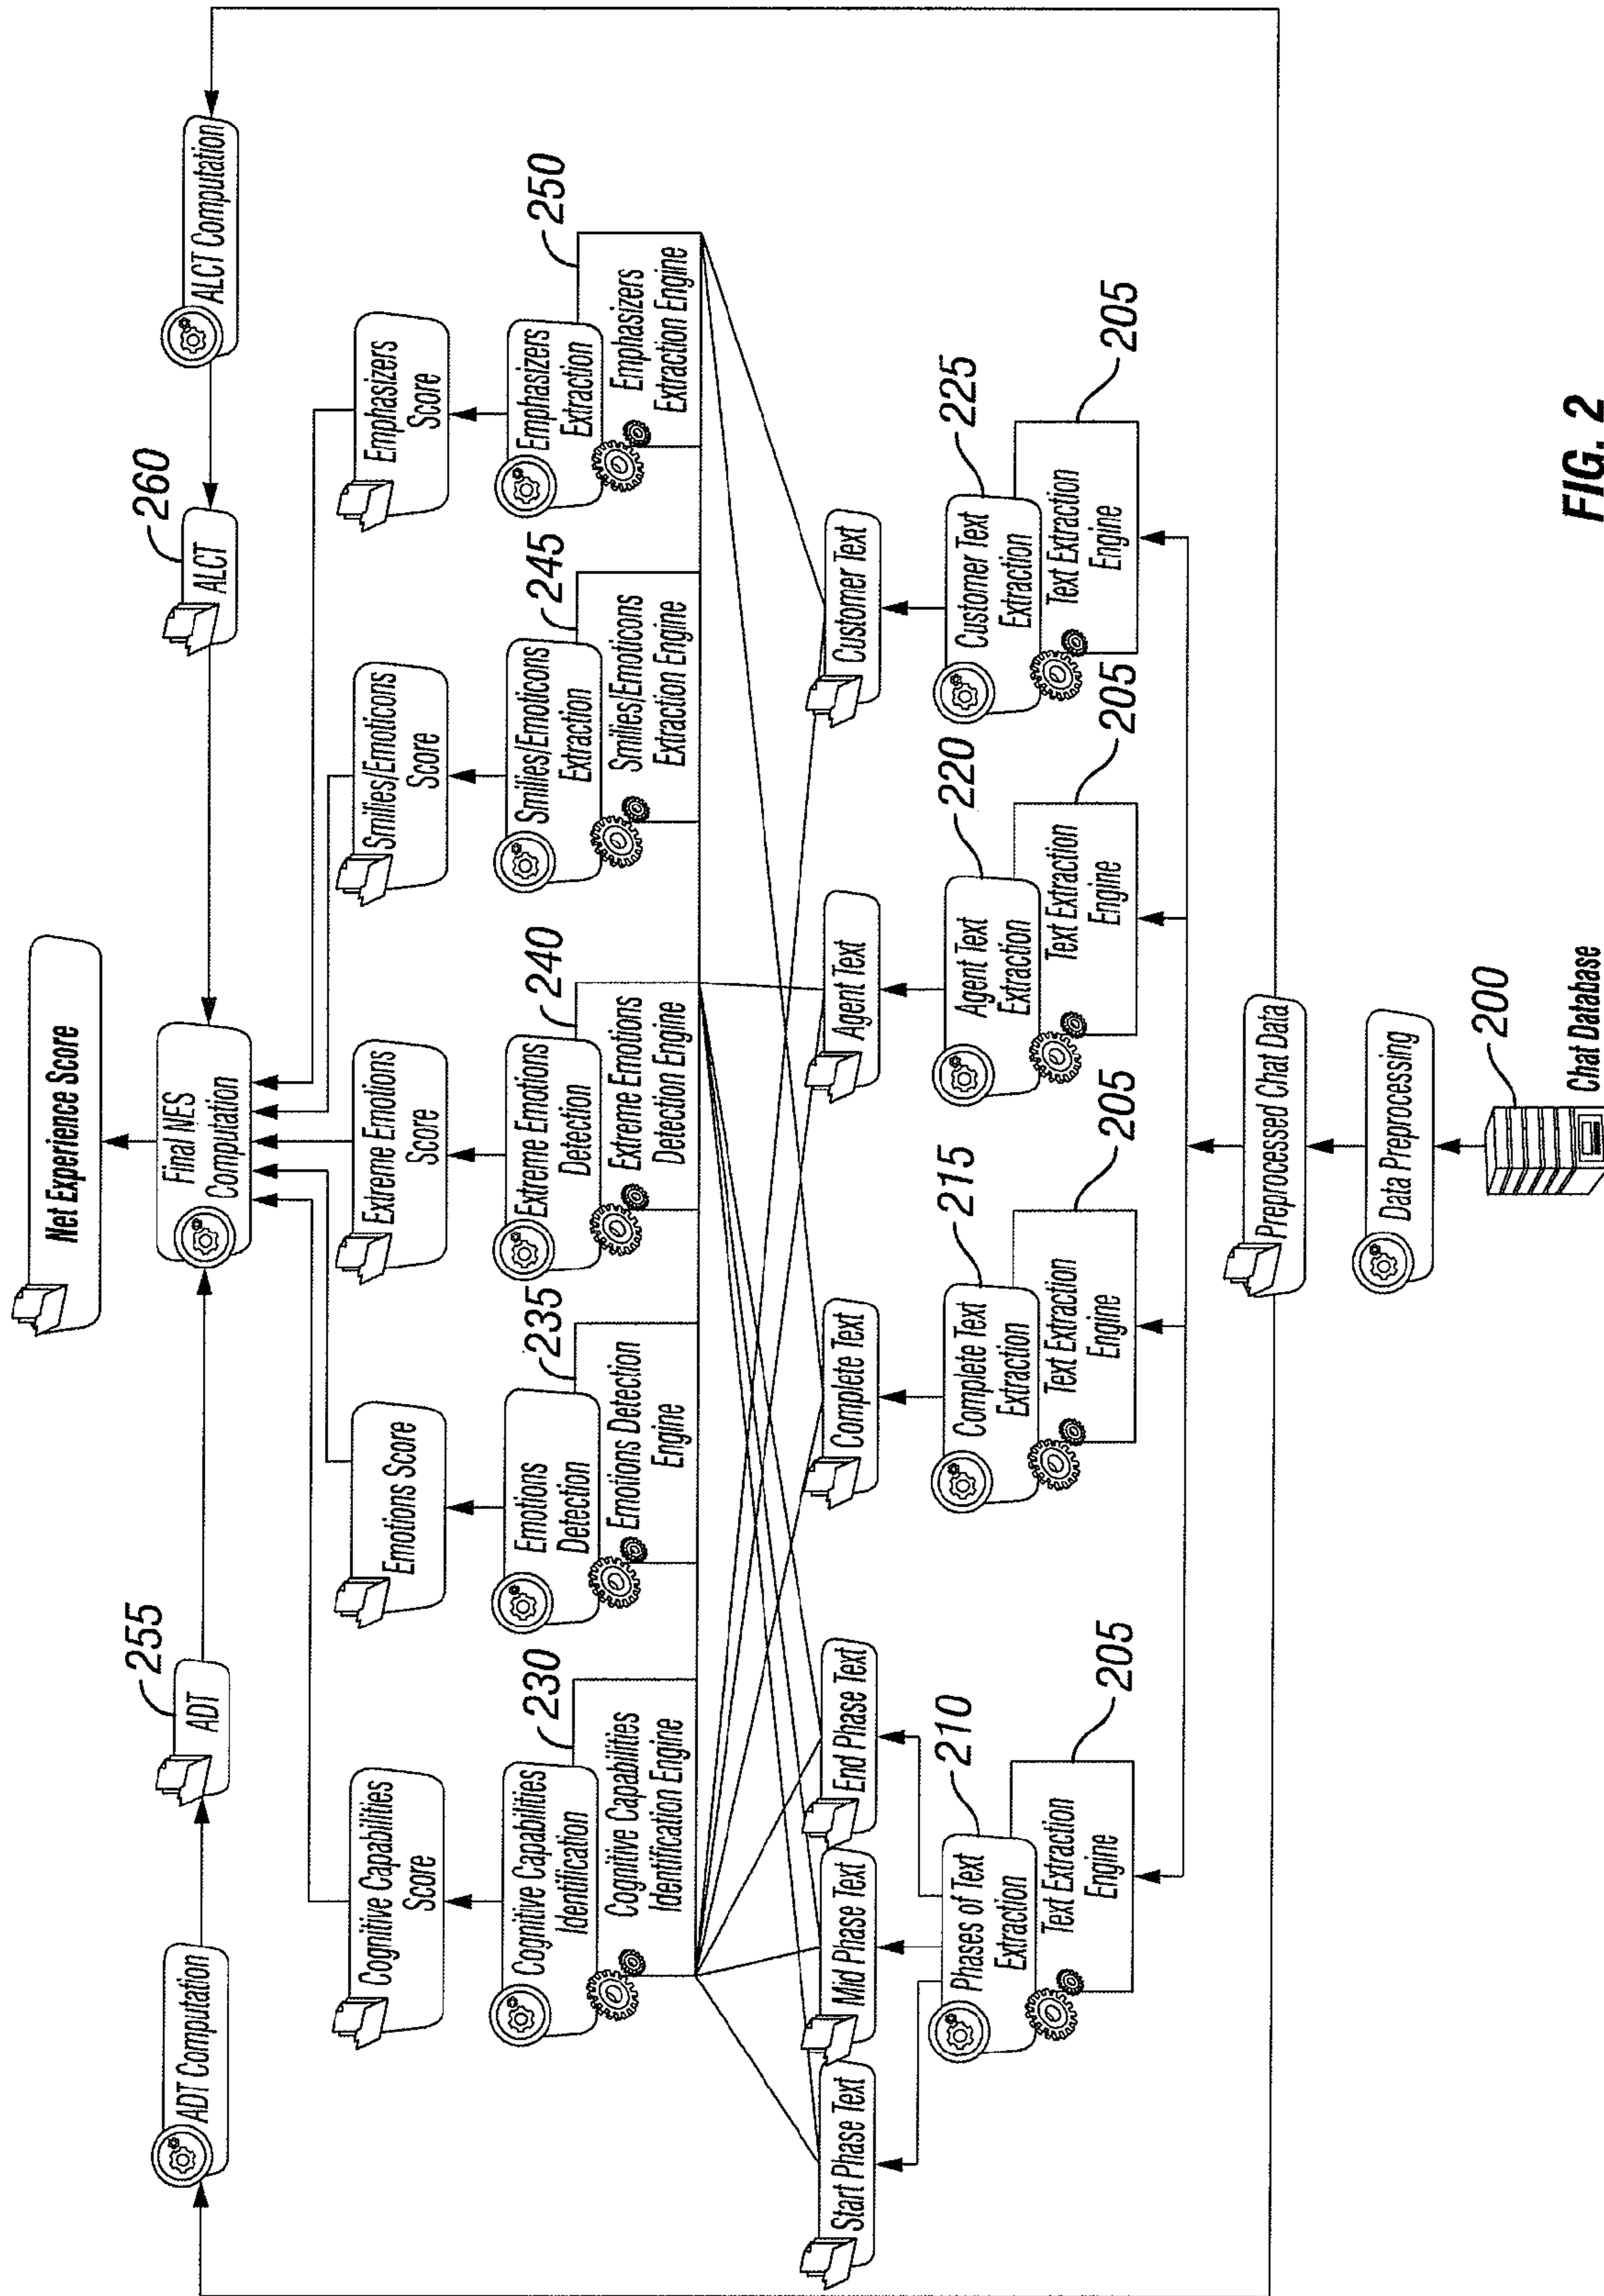 Net Experience Score
ADT Computation
255
ADT
Final NES
Computation
260
ALCT
ALCT Computation
Cognitive Capabilities
Score
Emotions Score
Extreme Emotions
Score
Smilies/Emoticons
Score
Emphasizers
Score
230
235
240
245
250
Cognitive Capabilities
Identification
Cognitive Capabilities
Identification Engine
Emotions
Detection
Emotions Detection
Engine
Extreme Emotions
Detection
Extreme Emotions
Detection Engine
Smilies/Emoticons
Extraction
Smilies/Emoticons
Extraction Engine
Emphasizers
Extraction
Emphasizers
Extraction Engine
Start Phase Text
Mid Phase Text
End Phase Text
Complete Text
Agent Text
Customer Text
210
Phases of Text
Extraction
Text Extraction
Engine
205
215
Complete Text
Extraction
Text Extraction
Engine
205
220
Agent Text
Extraction
Text Extraction
Engine
205
225
Customer Text
Extraction
Text Extraction
Engine
205
Preprocessed Chat Data
Data Preprocessing
200
Chat Database
FIG. 2